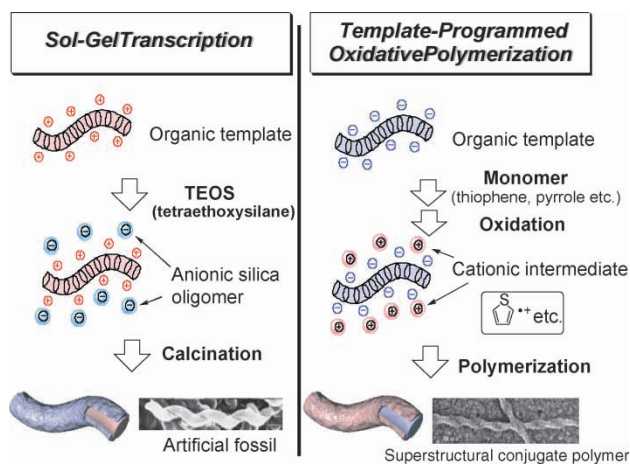 Sol-GelTranscription
Organic template
TEOS
(tetraethoxysilane)
Anionic silica
oligomer
Calcination
Artificial fossil
Template-Programmed
OxidativePolymerization
Organic template
Monomer
(thiophene, pyrrole etc.)
Oxidation
Cationic intermediate
S •+ etc.
Polymerization
Superstructural conjugate polymer